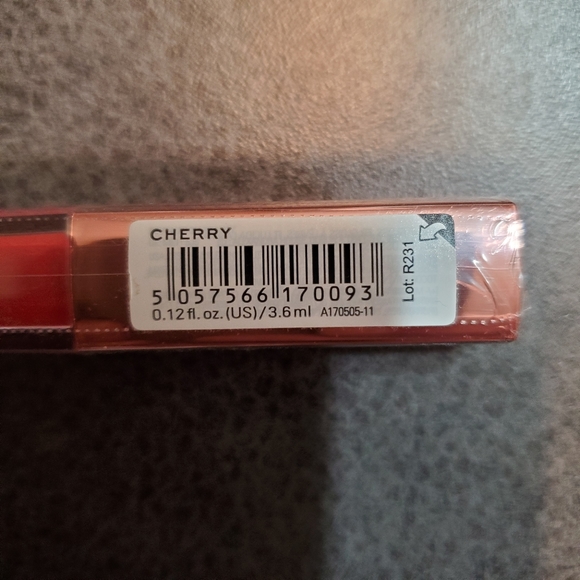 CHERRY
5 057566 170093
0.12 fl. oz. (US) / 3.6 ml A170505-11
Lot: R231